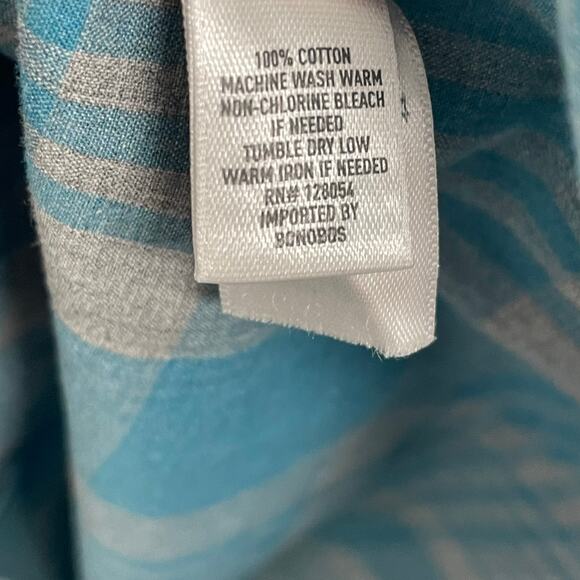 100% COTTON
MACHINE WASH WARM
NON-CHLORINE BLEACH
IF NEEDED
TUMBLE DRY LOW
WARM IRON IF NEEDED
RN# 128054
IMPORTED BY
BONOBOS